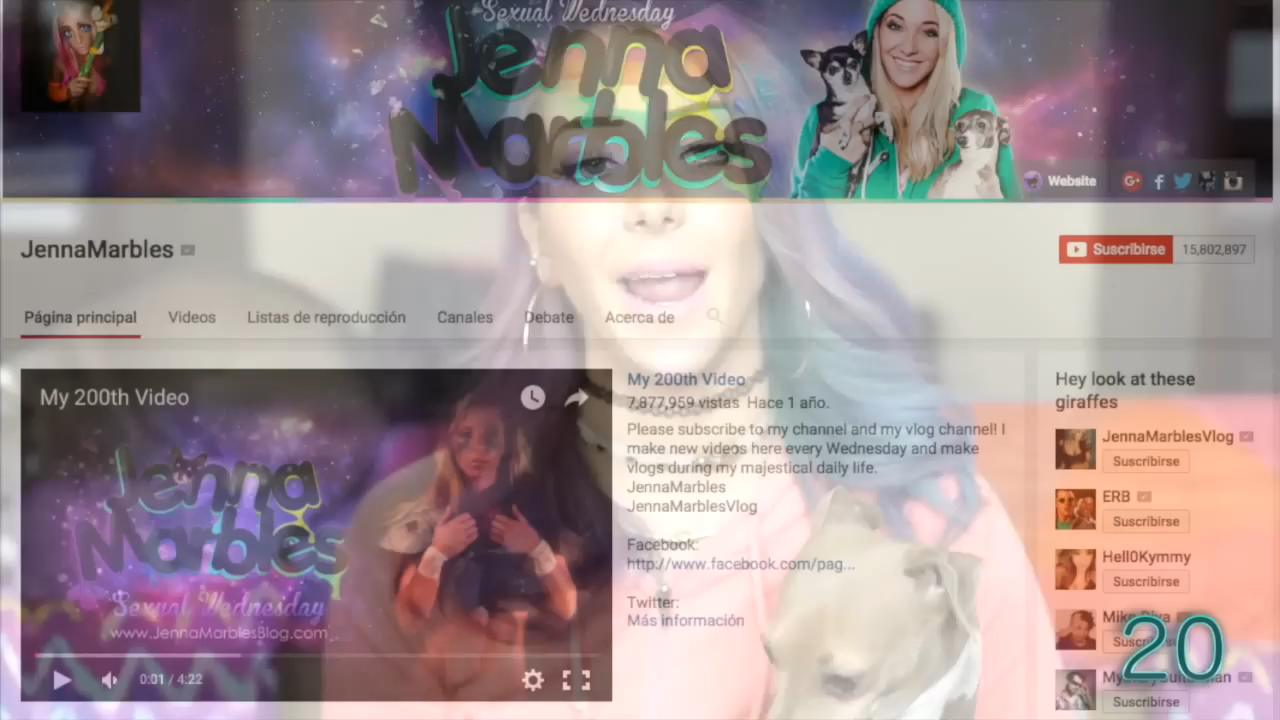 Sexual Wednesday
Jenna
Marbles
Website
JennaMarbles
Suscribirse 15,802,897
Página principal Videos Listas de reproducción Canales Debate Acerca de
My 200th Video
Jenna
Marbles
Sexual Wednesday
www.JennaMarblesBlog.com
0:01 / 4:22
My 200th Video
7,877,959 vistas Hace 1 año.
Please subscribe to my channel and my vlog channel! I
make new videos here every Wednesday and make
vlogs during my majestical daily life.
JennaMarbles
JennaMarblesVlog
Facebook:
http://www.facebook.com/pag...
Twitter:
Más información
Hey look at these
giraffes
JennaMarblesVlog
Suscribirse
ERB
Suscribirse
Hell0Kymmy
Suscribirse
Suscribirse
20